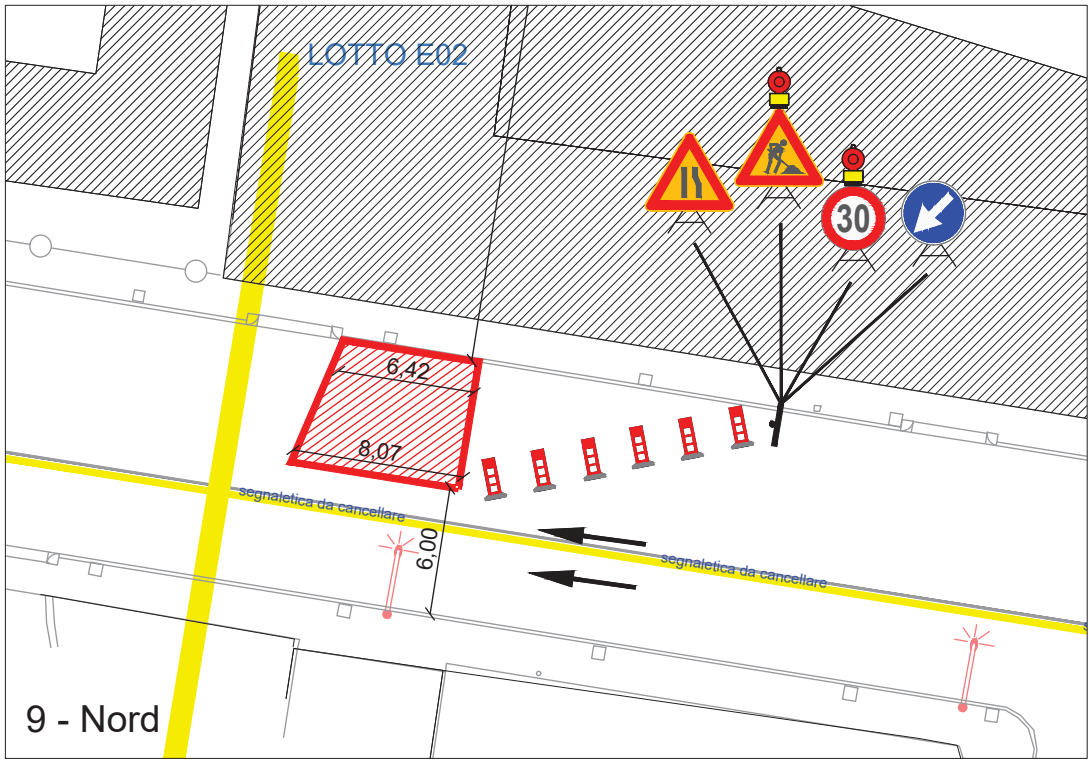 LOTTO E02
30
6,42
8,07
segnaletica da cancellare
6,00
segnaletica da cancellare
9 - Nord